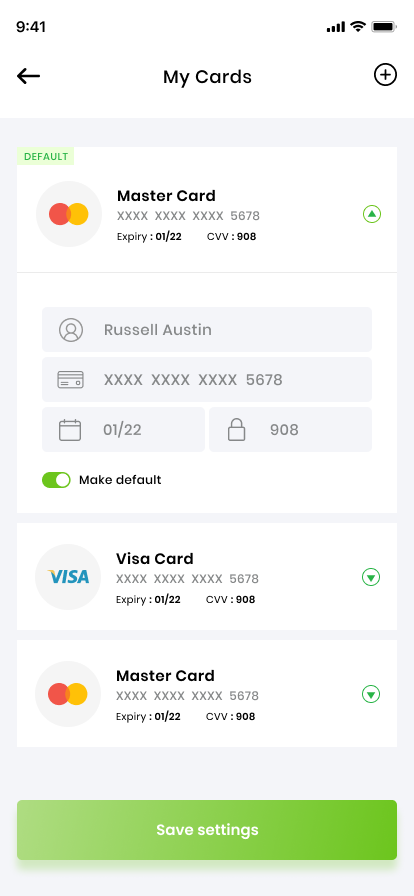 9:41
My Cards
DEFAULT
Master Card
XXXX XXXX XXXX 5678
Expiry : 01/22 CVV : 908
Russell Austin
XXXX XXXX XXXX 5678
01/22 908
Make default
VISA
Visa Card
XXXX XXXX XXXX 5678
Expiry : 01/22 CVV : 908
Master Card
XXXX XXXX XXXX 5678
Expiry : 01/22 CVV : 908
Save settings